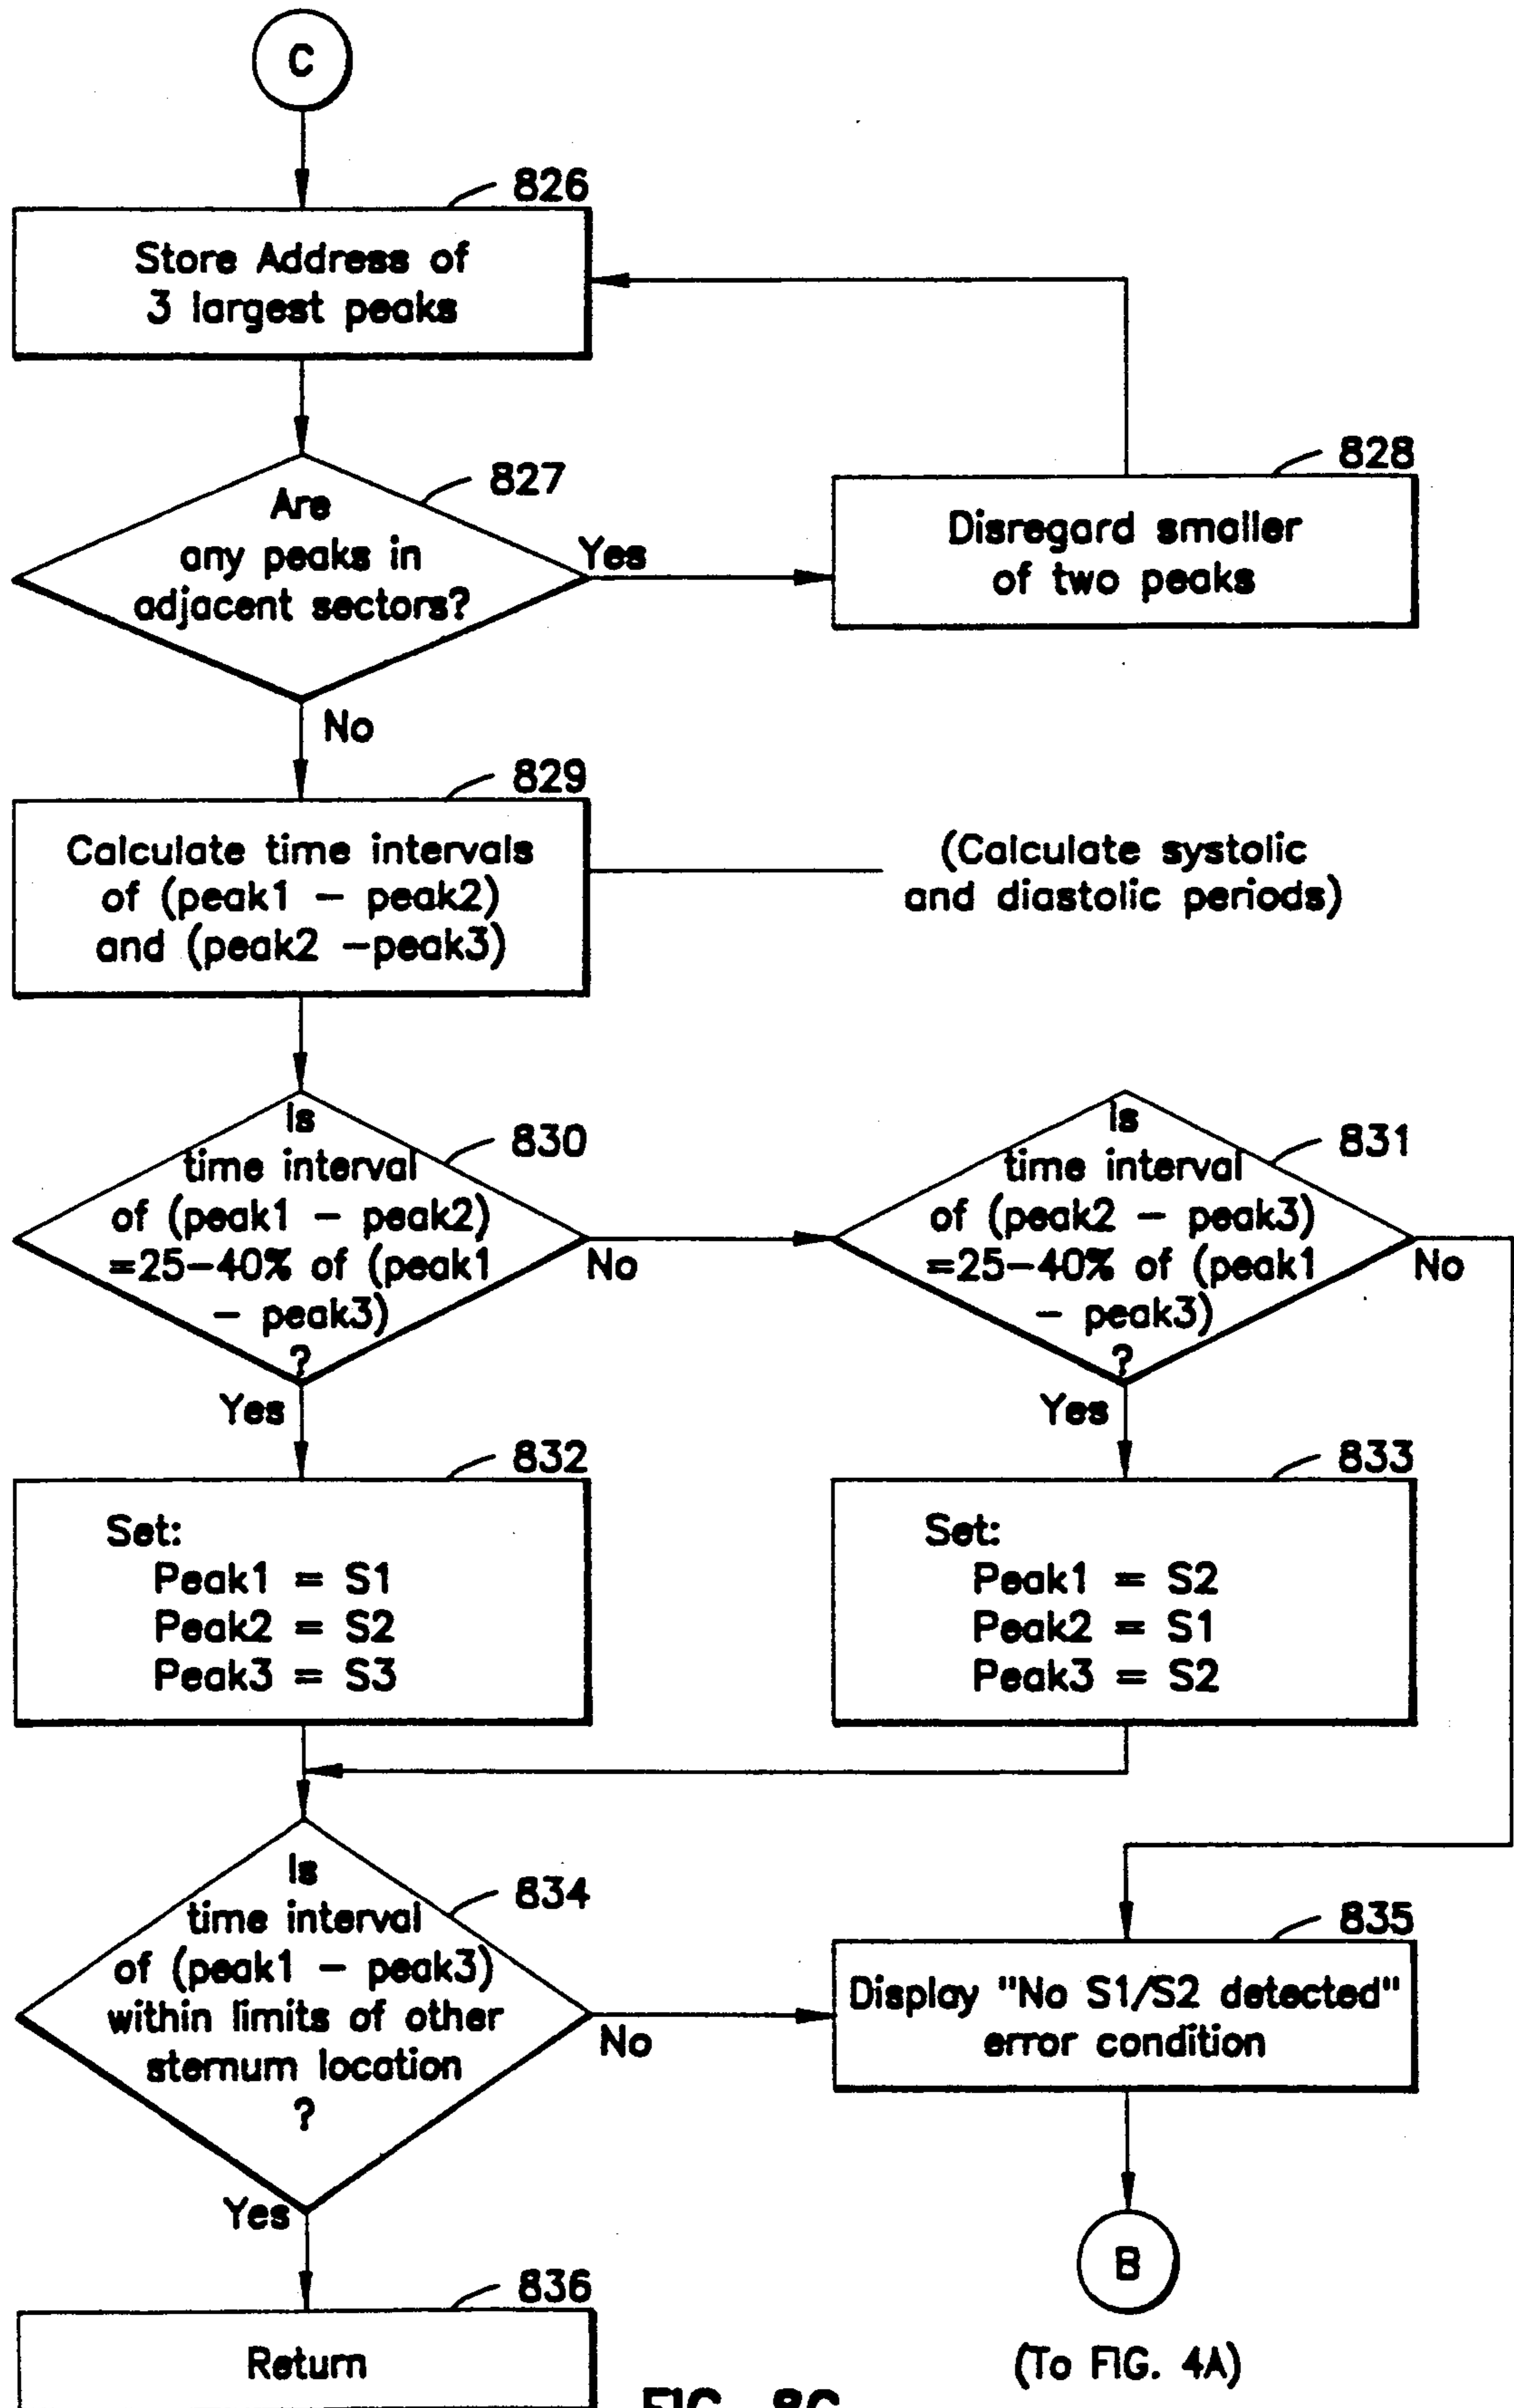 C
826
Store Address of
3 largest peaks
827
Are
any peaks in
adjacent sectors?
Yes
828
Disregard smaller
of two peaks
No
829
Calculate time intervals
of (peak1 – peak2)
and (peak2 –peak3)
(Calculate systolic
and diastolic periods)
830
Is
time interval
of (peak1 – peak2)
=25–40% of (peak1
– peak3)
?
No
831
Is
time interval
of (peak2 – peak3)
=25–40% of (peak1
– peak3)
?
No
Yes
Yes
832
Set:
Peak1 = S1
Peak2 = S2
Peak3 = S3
833
Set:
Peak1 = S2
Peak2 = S1
Peak3 = S2
834
Is
time interval
of (peak1 – peak3)
within limits of other
sternum location
?
No
835
Display "No S1/S2 detected"
error condition
Yes
B
(To FIG. 4A)
836
Return
FIG. 8C